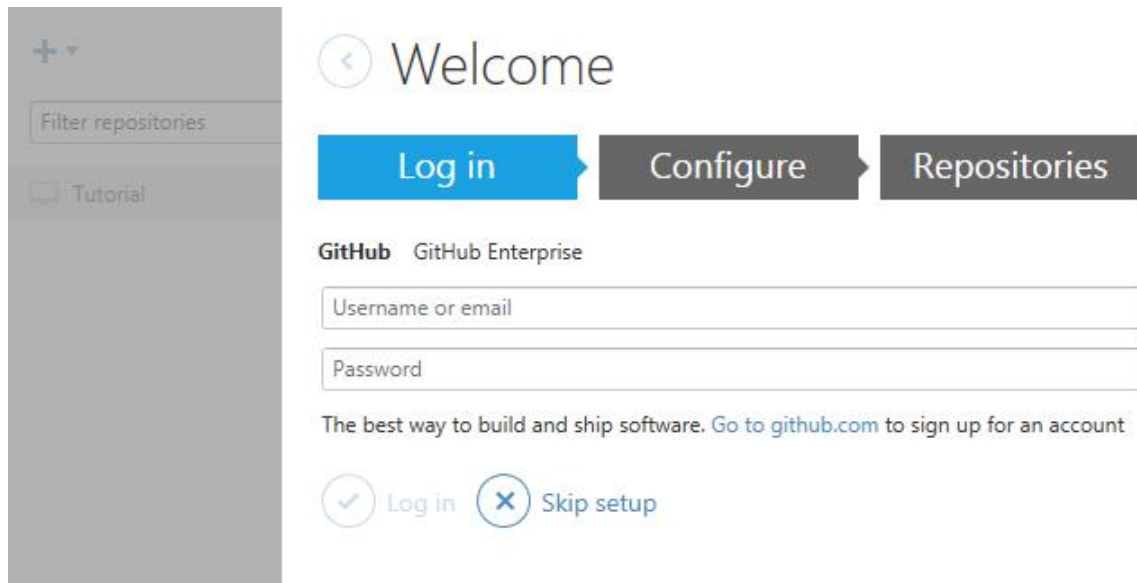 Welcome
Filter repositories
Tutorial
Log in
Configure
Repositories
GitHub GitHub Enterprise
Username or email
Password
The best way to build and ship software. Go to github.com to sign up for an account
Log in Skip setup